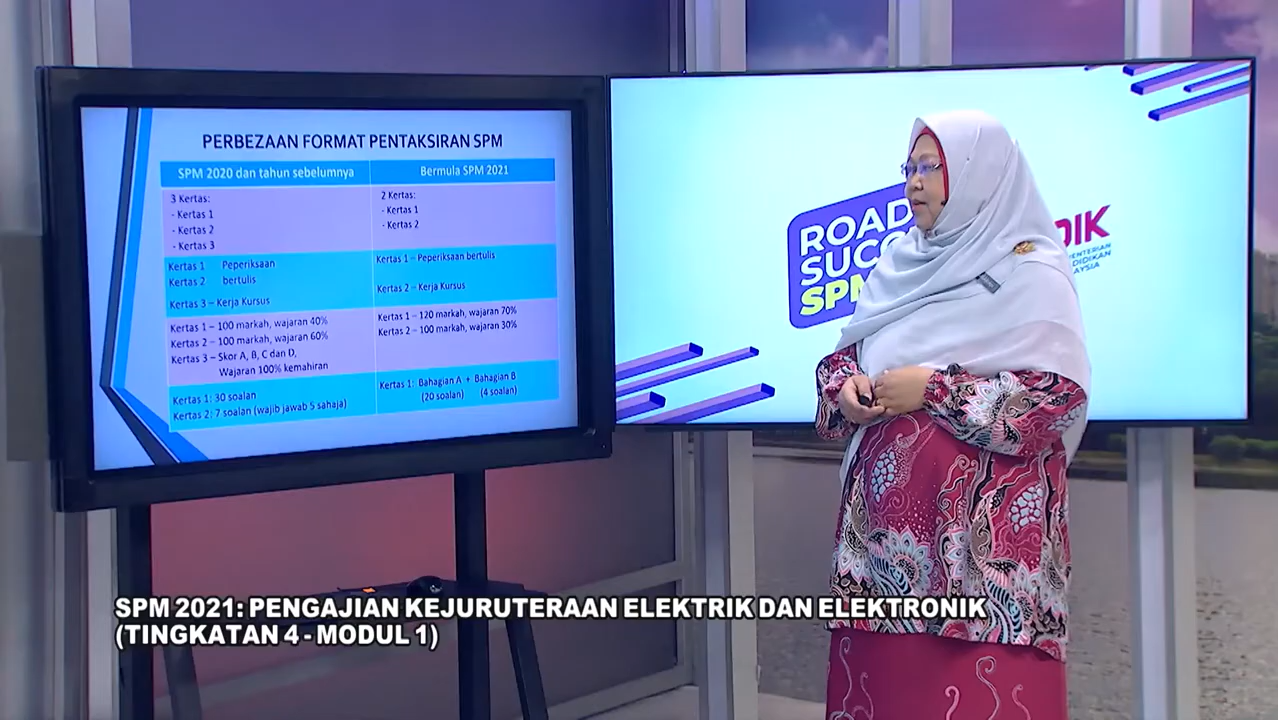 PERBEZAAN FORMAT PENTAKSIRAN SPM
SPM 2020 dan tahun sebelumnya
Bermula SPM 2021
3 Kertas:
- Kertas 1
- Kertas 2
- Kertas 3
2 Kertas:
- Kertas 1
- Kertas 2
Kertas 1 Peperiksaan
Kertas 2 bertulis
Kertas 3 – Kerja Kursus
Kertas 1 – Peperiksaan bertulis
Kertas 2 – Kerja Kursus
Kertas 1 – 100 markah, wajaran 40%
Kertas 2 – 100 markah, wajaran 60%
Kertas 3 – Skor A, B, C dan D,
Wajaran 100% kemahiran
Kertas 1 – 120 markah, wajaran 70%
Kertas 2 – 100 markah, wajaran 30%
Kertas 1: 30 soalan
Kertas 2: 7 soalan (wajib jawab 5 sahaja)
Kertas 1: Bahagian A + Bahagian B
(20 soalan) (4 soalan)
ROAD
SUCC
SPM
DIK
SPM 2021: PENGAJIAN KEJURUTERAAN ELEKTRIK DAN ELEKTRONIK
(TINGKATAN 4 - MODUL 1)